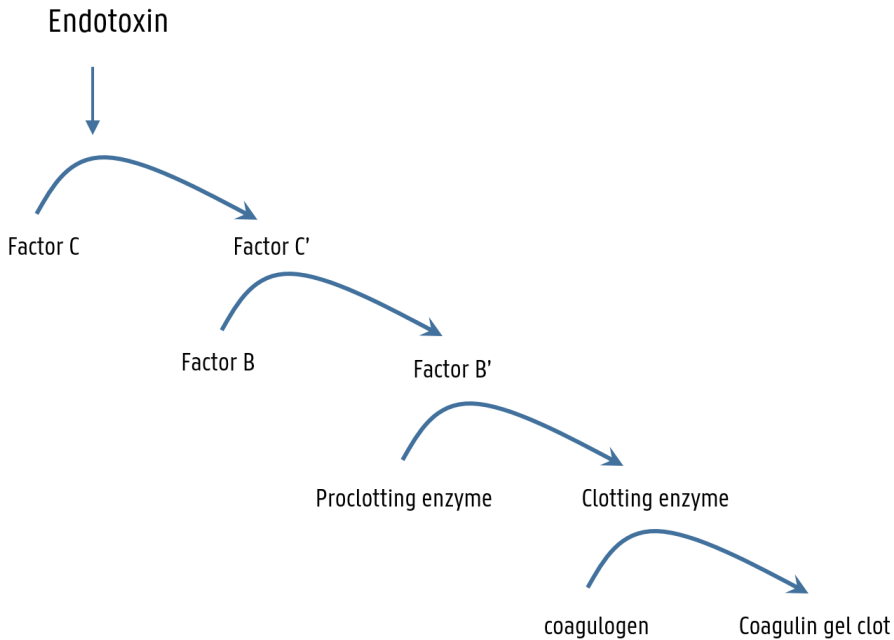 Endotoxin
Factor C
Factor C’
Factor B
Factor B’
Proclotting enzyme
Clotting enzyme
coagulogen
Coagulin gel clot